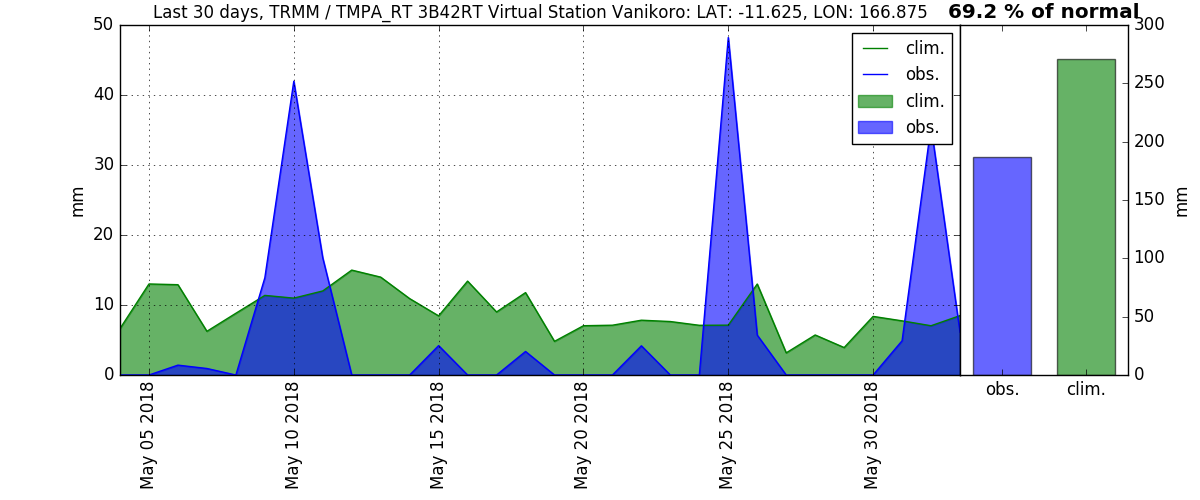 Last 30 days, TRMM / TMPA_RT 3B42RT Virtual Station Vanikoro: LAT: -11.625, LON: 166.875
69.2 % of normal
50
40
30
20
10
0
mm
clim.
obs.
clim.
obs.
300
250
200
150
100
50
0
mm
obs.
clim.
May 05 2018
May 10 2018
May 15 2018
May 20 2018
May 25 2018
May 30 2018